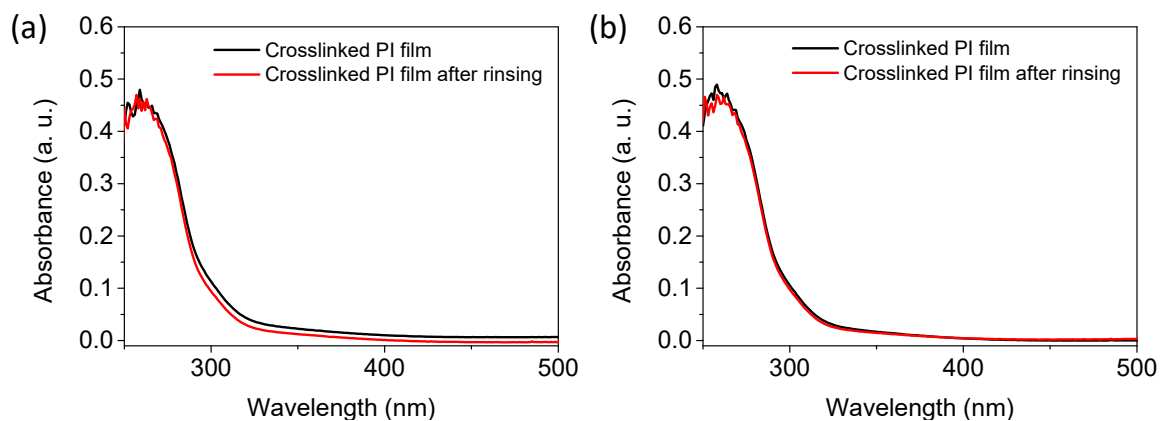 (a)
0.6
0.5
0.4
0.3
0.2
0.1
0.0
Absorbance (a. u.)
Crosslinked PI film
Crosslinked PI film after rinsing
300
400
500
Wavelength (nm)
(b)
0.6
0.5
0.4
0.3
0.2
0.1
0.0
Absorbance (a. u.)
Crosslinked PI film
Crosslinked PI film after rinsing
300
400
500
Wavelength (nm)